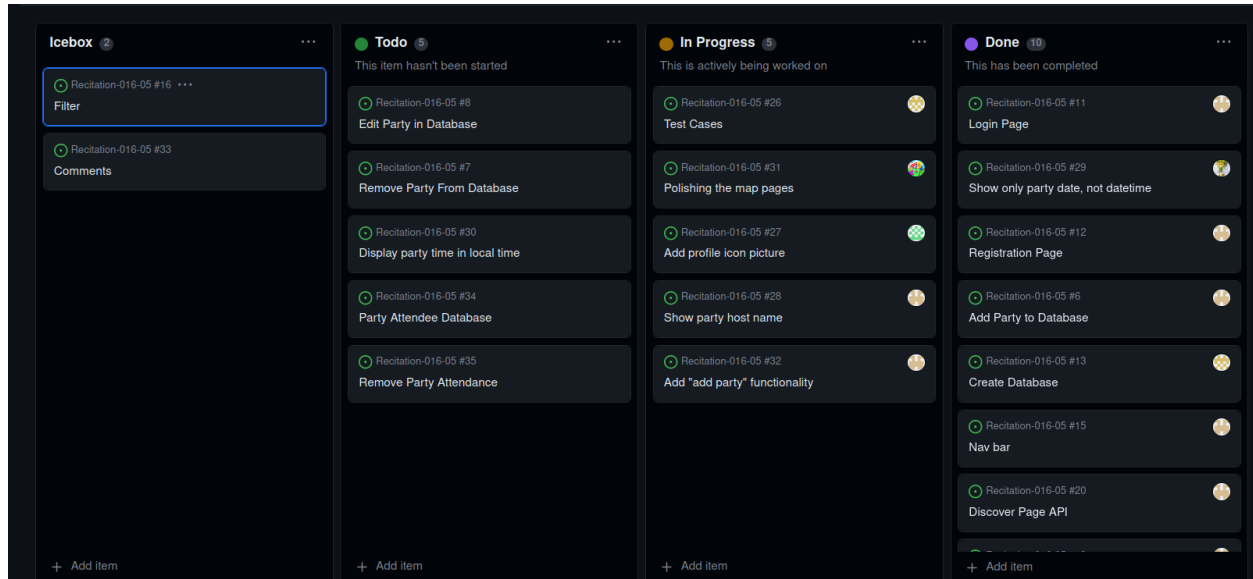 Icebox 2 ...
Recitation-016-05 #16 ...
Filter
Recitation-016-05 #33
Comments
+ Add item
Todo 5 ...
This item hasn't been started
Recitation-016-05 #8
Edit Party in Database
Recitation-016-05 #7
Remove Party From Database
Recitation-016-05 #30
Display party time in local time
Recitation-016-05 #34
Party Attendee Database
Recitation-016-05 #35
Remove Party Attendance
+ Add item
In Progress 5 ...
This is actively being worked on
Recitation-016-05 #26
Test Cases
Recitation-016-05 #31
Polishing the map pages
Recitation-016-05 #27
Add profile icon picture
Recitation-016-05 #28
Show party host name
Recitation-016-05 #32
Add "add party" functionality
+ Add item
Done 10 ...
This has been completed
Recitation-016-05 #11
Login Page
Recitation-016-05 #29
Show only party date, not datetime
Recitation-016-05 #12
Registration Page
Recitation-016-05 #6
Add Party to Database
Recitation-016-05 #13
Create Database
Recitation-016-05 #15
Nav bar
Recitation-016-05 #20
Discover Page API
+ Add item